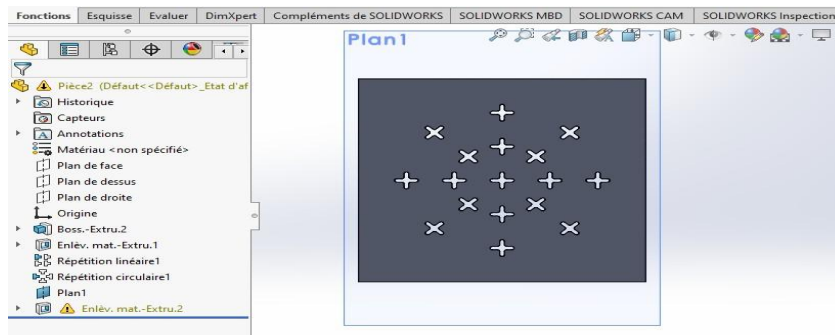 Fonctions Esquisse Evaluer DimXpert Compléments de SOLIDWORKS SOLIDWORKS MBD SOLIDWORKS CAM SOLIDWORKS Inspection
Plan1
Pièce2 (Défaut<<Défaut>_Etat d'af
Historique
Capteurs
Annotations
Matériau <non spécifié>
Plan de face
Plan de dessus
Plan de droite
Origine
Boss.-Extru.2
Enlèv. mat.-Extru.1
Répétition linéaire1
Répétition circulaire1
Plan1
Enlèv. mat.-Extru.2